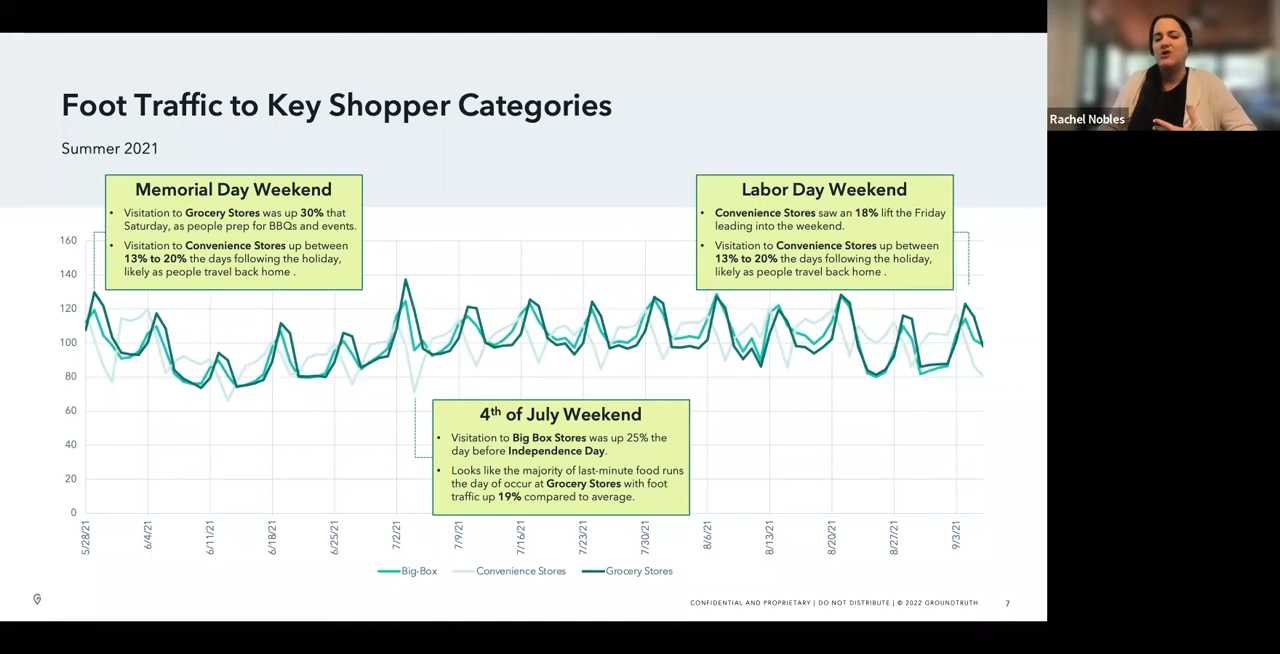 Foot Traffic to Key Shopper Categories
Summer 2021
Rachel Nobles
Memorial Day Weekend
• Visitation to Grocery Stores was up 30% that
Saturday, as people prep for BBQs and events.
• Visitation to Convenience Stores up between
13% to 20% the days following the holiday,
likely as people travel back home .
Labor Day Weekend
• Convenience Stores saw an 18% lift the Friday
leading into the weekend.
• Visitation to Convenience Stores up between
13% to 20% the days following the holiday,
likely as people travel back home .
160
140
120
100
80
60
40
20
0
4th of July Weekend
• Visitation to Big Box Stores was up 25% the
day before Independence Day.
• Looks like the majority of last-minute food runs
the day of occur at Grocery Stores with foot
traffic up 19% compared to average.
5/28/21
6/4/21
6/11/21
6/18/21
6/25/21
7/2/21
7/9/21
7/16/21
7/23/21
7/30/21
8/6/21
8/13/21
8/20/21
8/27/21
9/3/21
Big-Box Convenience Stores Grocery Stores
CONFIDENTIAL AND PROPRIETARY | DO NOT DISTRIBUTE | © 2022 GROUNDTRUTH 7